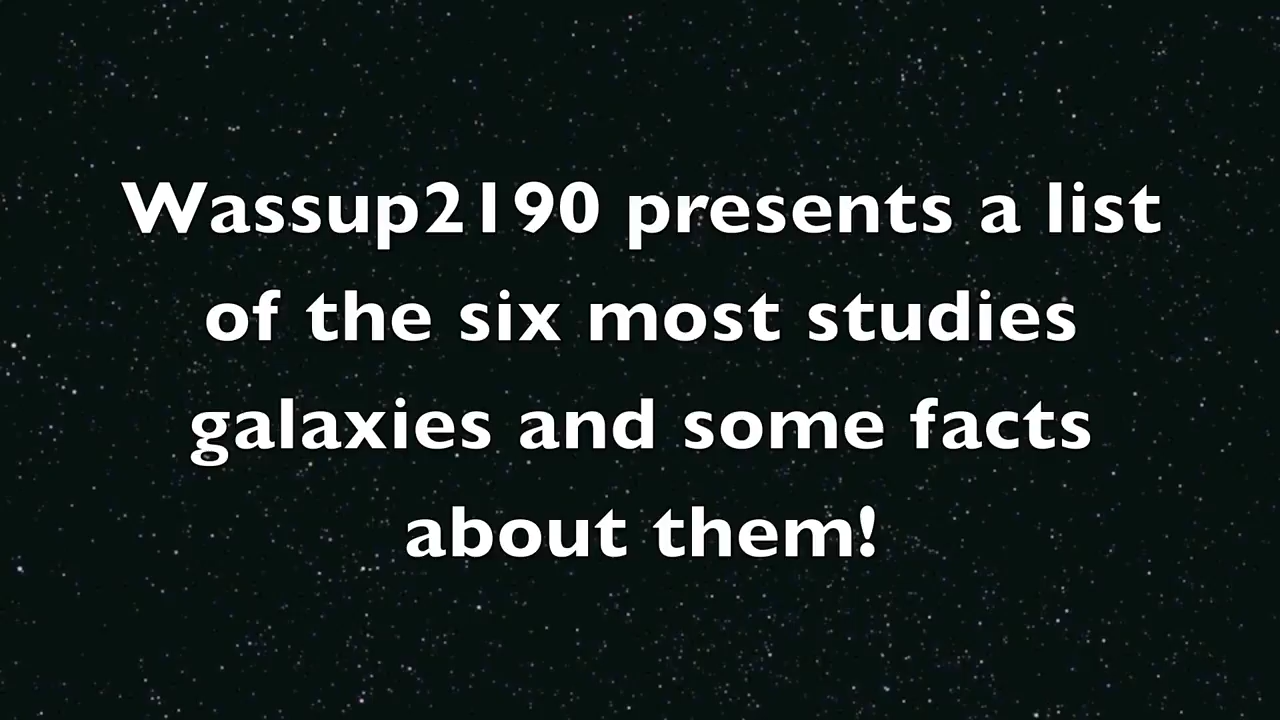 Wassup2190 presents a list
of the six most studies
galaxies and some facts
about them!